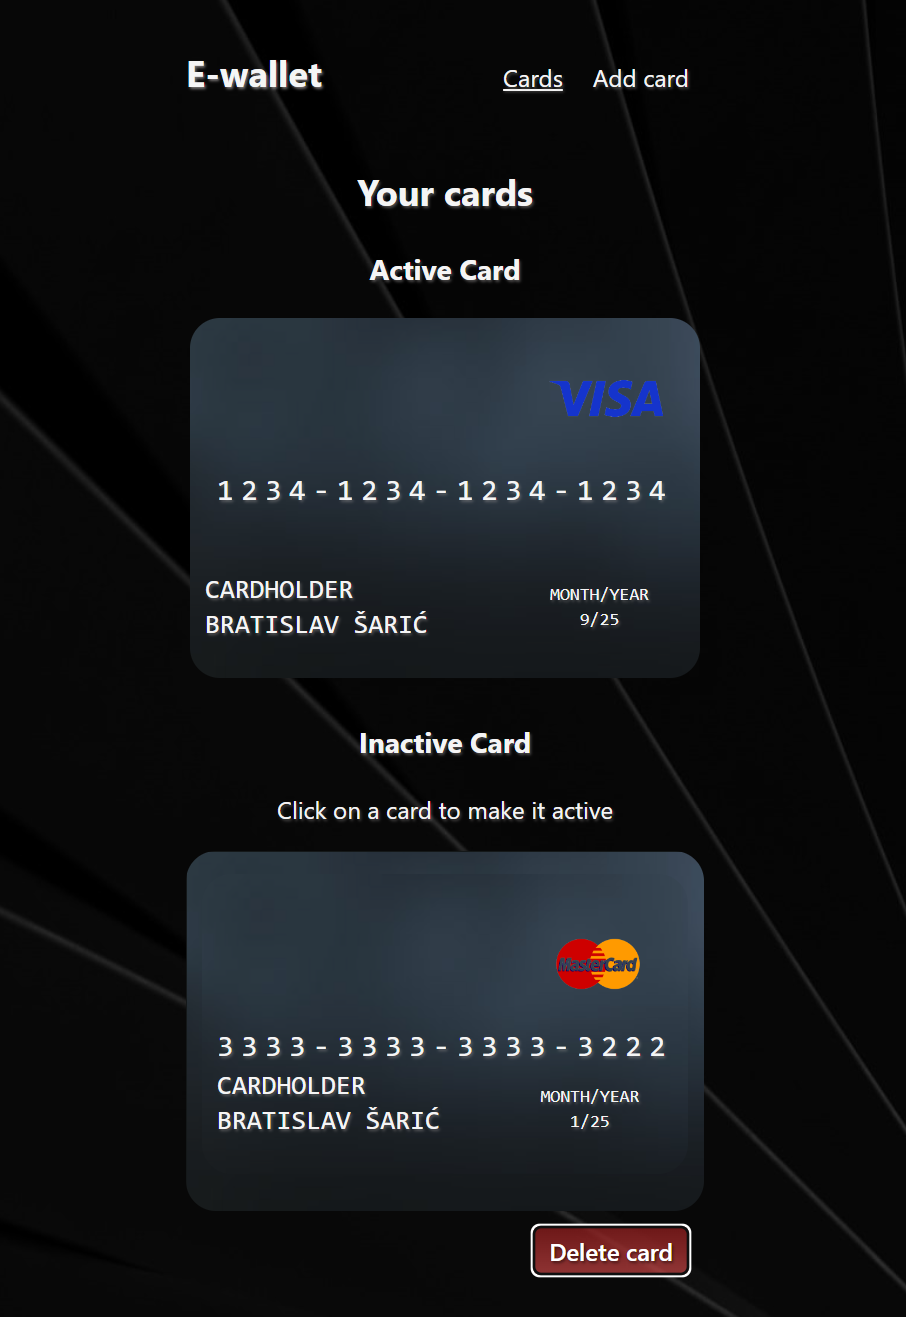 E-wallet
Cards Add card
Your cards
Active Card
VISA
1234-1234-1234-1234
CARDHOLDER
BRATISLAV ŠARIĆ
MONTH/YEAR
9/25
Inactive Card
Click on a card to make it active
MasterCard
3333-3333-3333-3222
CARDHOLDER
BRATISLAV ŠARIĆ
MONTH/YEAR
1/25
Delete card